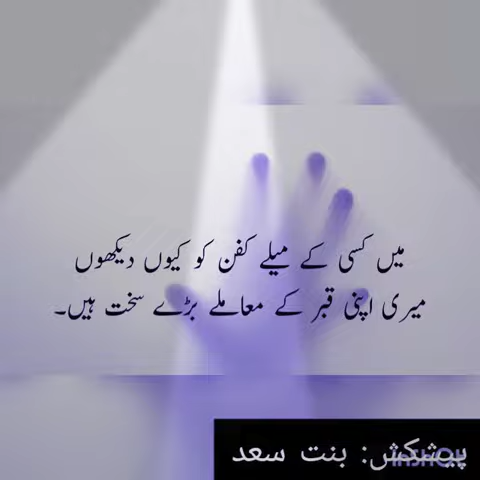 میں کسی کے میلے کفن کو کیوں دیکھوں
میری اپنی قبر کے معاملے بڑے سخت ہیں۔
پیشکش: بنت سعد
InShOt